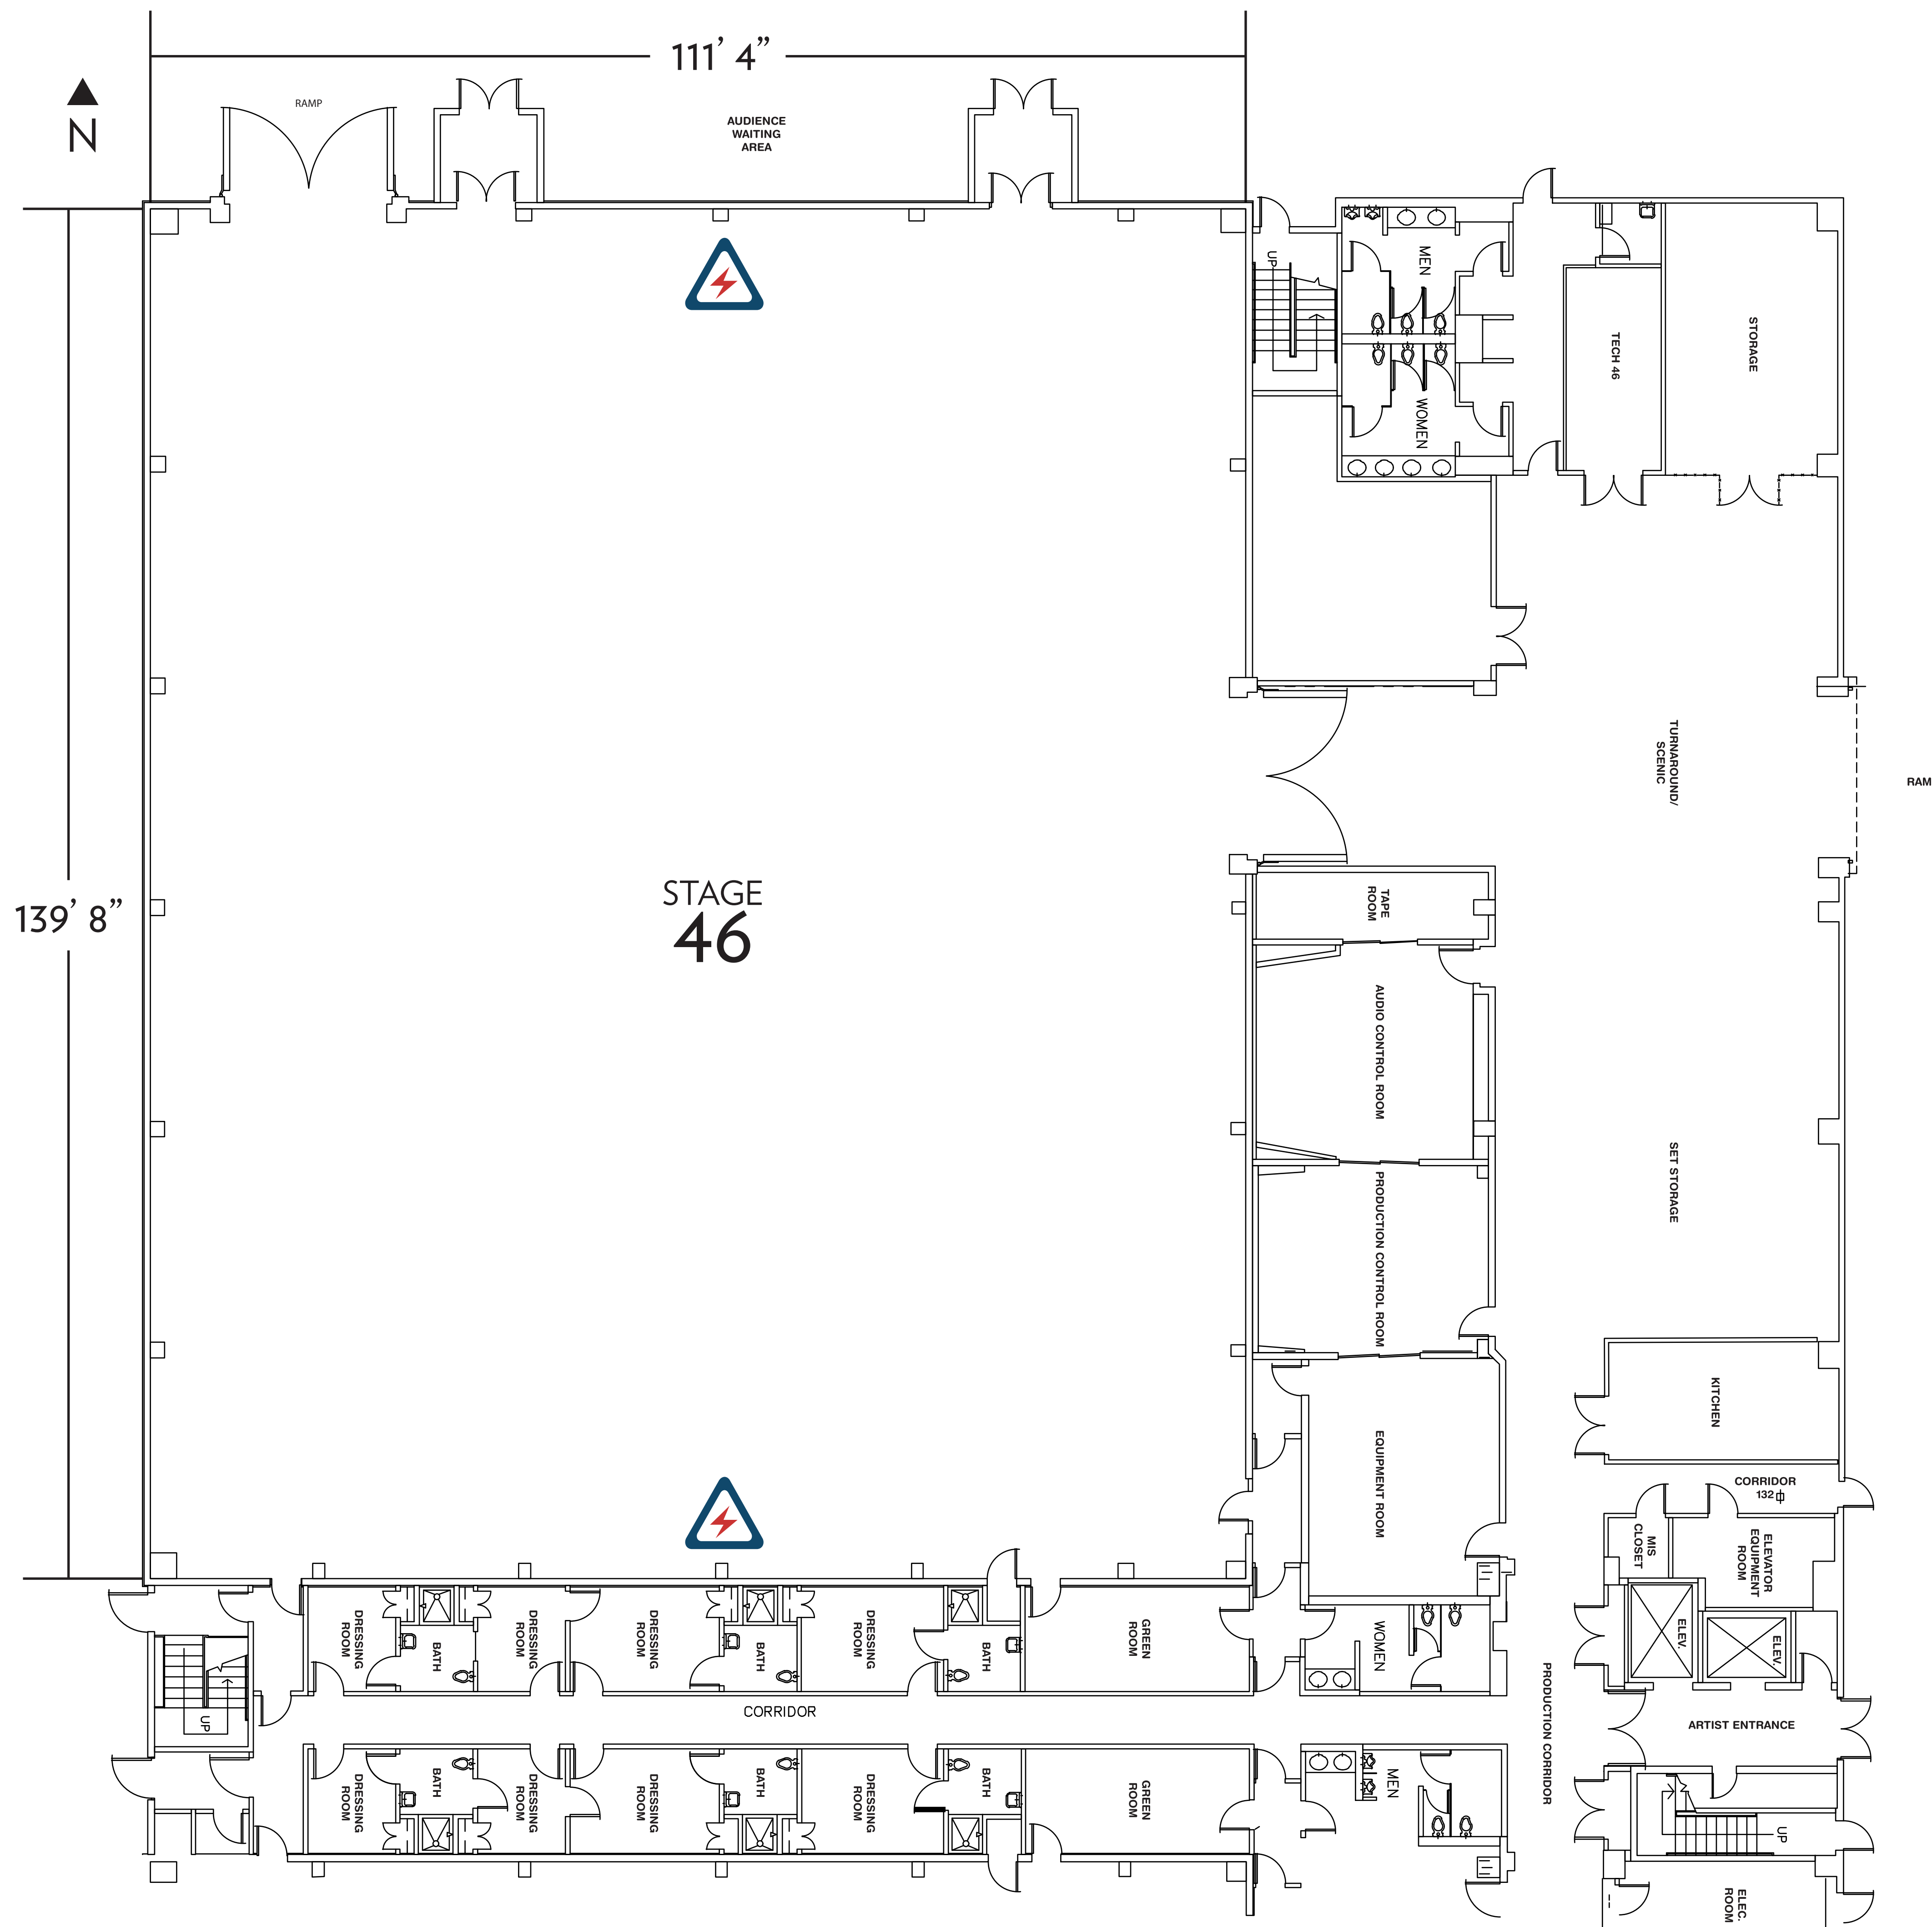 111' 4”
N
RAMP
AUDIENCE
WAITING
AREA
UP
MEN
WOMEN
TECH 46
STORAGE
TURNAROUND/
SCENIC
RAM
139' 8”
STAGE
46
TAPE
ROOM
AUDIO CONTROL ROOM
PRODUCTION CONTROL ROOM
SET STORAGE
EQUIPMENT ROOM
KITCHEN
CORRIDOR
132
MIS
CLOSET
ELEVATOR
EQUIPMENT
ROOM
ELEV.
ELEV.
DRESSING
ROOM
BATH
DRESSING
ROOM
DRESSING
ROOM
BATH
DRESSING
ROOM
BATH
GREEN
ROOM
WOMEN
UP
CORRIDOR
PRODUCTION CORRIDOR
ARTIST ENTRANCE
DRESSING
ROOM
BATH
DRESSING
ROOM
DRESSING
ROOM
BATH
DRESSING
ROOM
BATH
GREEN
ROOM
MEN
UP
ELEC.
ROOM